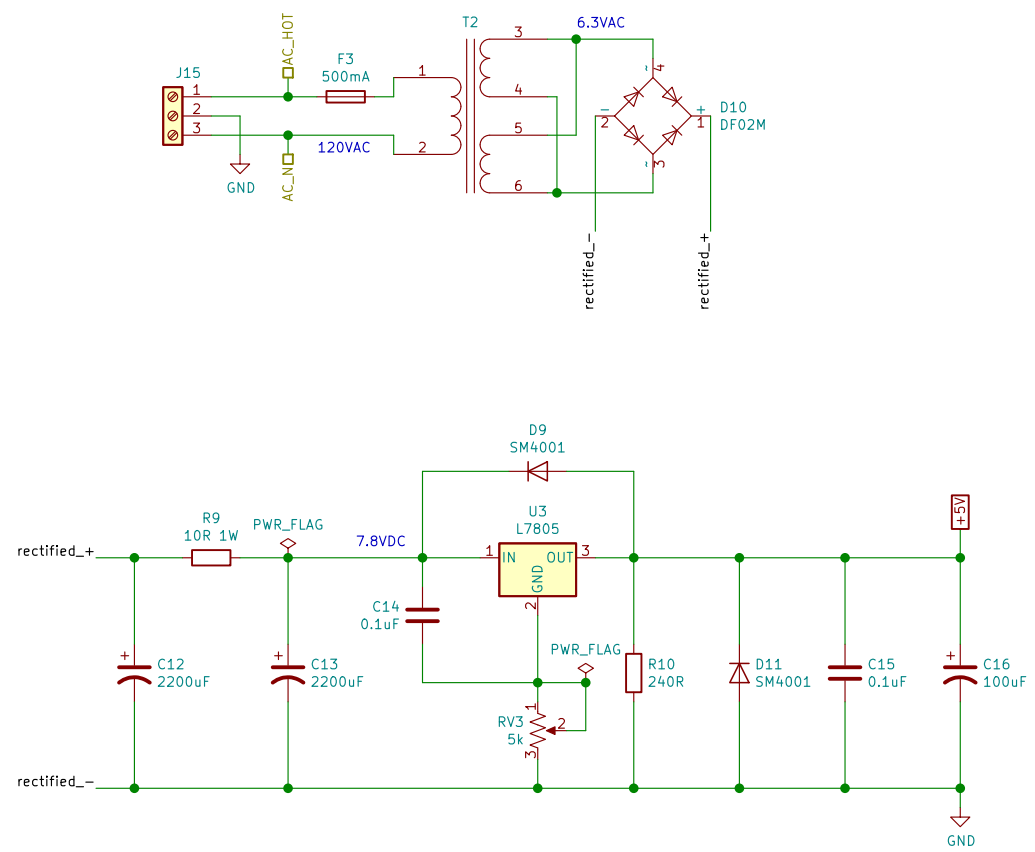 AC_HOT
T2
6.3VAC
J15
F3
500mA
1
2
3
1
2
120VAC
AC_N
GND
3
4
5
6
~
4
-
2
+
1
~
3
D10
DF02M
rectified_-
rectified_+
D9
SM4001
U3
L7805
+5V
R9
10R 1W
PWR_FLAG
7.8VDC
rectified_+
1
IN
OUT
3
GND
2
C14
0.1uF
PWR_FLAG
+
C12
2200uF
+
C13
2200uF
R10
240R
D11
SM4001
C15
0.1uF
+
C16
100uF
RV3
5k
1
2
3
rectified_-
GND